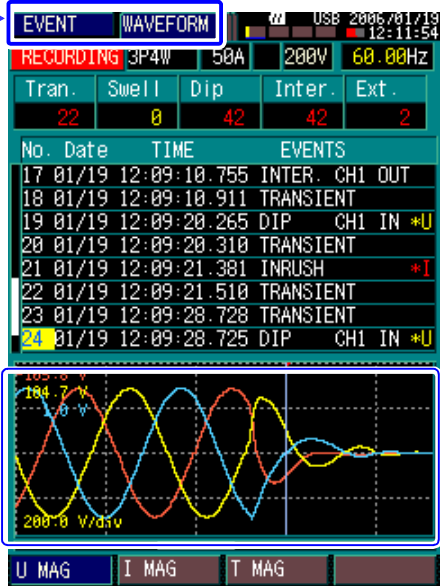 EVENT WAVEFORM USB 2006/01/19
12:11:54
RECORDING 3P4W 50A 200V 60.00Hz
Tran. Swell Dip Inter. Ext.
22 0 42 42 2
No. Date TIME EVENTS
17 01/19 12:09:10.755 INTER. CH1 OUT
18 01/19 12:09:10.911 TRANSIENT
19 01/19 12:09:20.265 DIP CH1 IN *U
20 01/19 12:09:20.310 TRANSIENT
21 01/19 12:09:21.381 INRUSH *I
22 01/19 12:09:21.510 TRANSIENT
23 01/19 12:09:28.728 TRANSIENT
24 01/19 12:09:28.725 DIP CH1 IN *U
104.7 V
200.0 V/div
U MAG I MAG T MAG